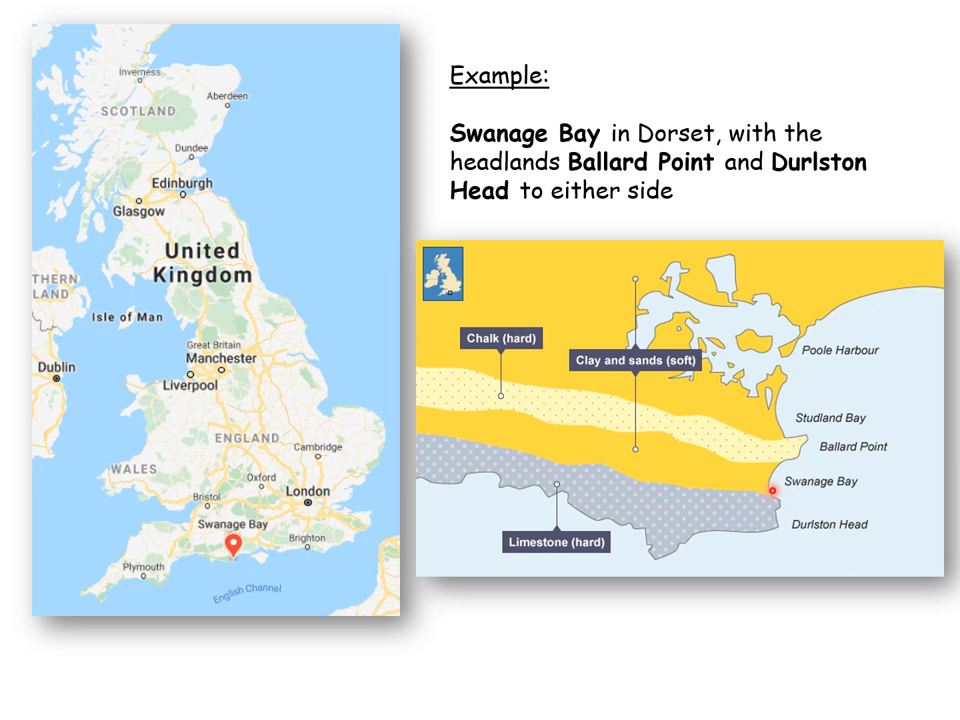 Example:
Swanage Bay in Dorset, with the
headlands Ballard Point and Durlston
Head to either side
Inverness
Aberdeen
SCOTLAND
Dundee
Edinburgh
Glasgow
United
Kingdom
THERN
LAND
Isle of Man
Great Britain
Manchester
Dublin
Liverpool
ENGLAND
Cambridge
WALES
Oxford
London
Bristol
Swanage Bay
Brighton
Plymouth
English Channel
Chalk (hard)
Clay and sands (soft)
Poole Harbour
Studland Bay
Ballard Point
Swanage Bay
Durlston Head
Limestone (hard)